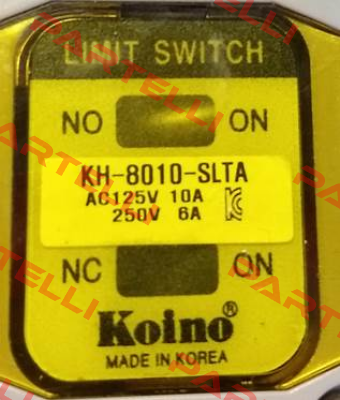 LIMIT SWITCH
NO ON
KH-8010-SLTA
AC125V 10A
250V 6A
NC ON
Koino®
MADE IN KOREA
PARTELLI
PARTELLI
PARTELLI